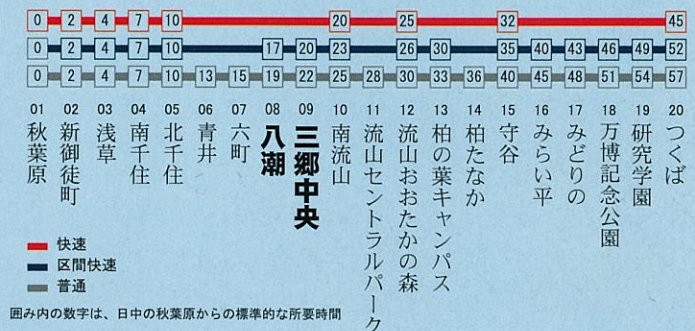 0 2 4 7 10 20 25 32 45
0 2 4 7 10 17 20 23 26 30 35 40 43 46 49 52
0 2 4 7 10 13 15 19 22 25 28 30 33 36 40 45 48 51 54 57
01 02 03 04 05 06 07 08 09 10 11 12 13 14 15 16 17 18 19 20
秋葉原
新御徒町
浅草
南千住
北千住
青井
六町
八潮
三郷中央
南流山
流山セントラルパーク
流山おおたかの森
柏の葉キャンパス
柏たなか
守谷
みらい平
みどりの
万博記念公園
研究学園
つくば
快速
区間快速
普通
囲み内の数字は、日中の秋葉原からの標準的な所要時間